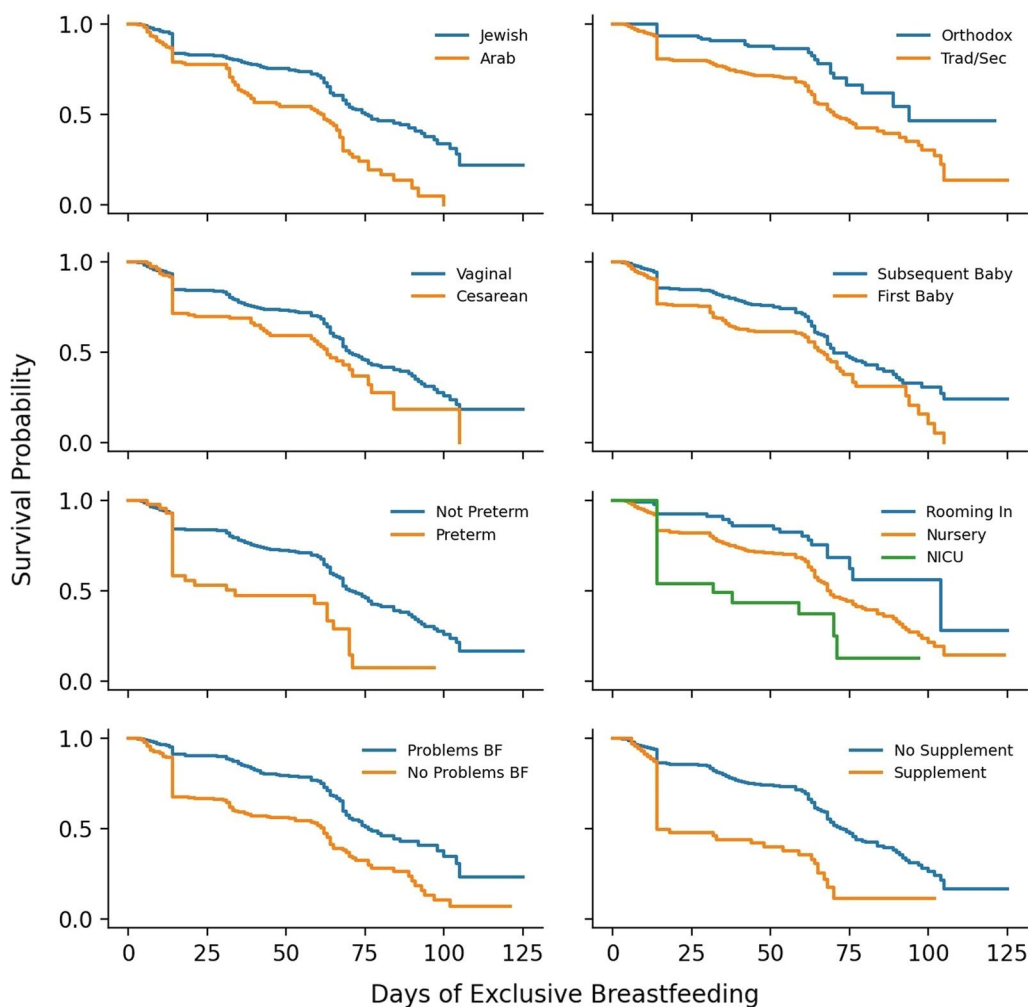 1.0
0.5
0.0
Jewish
Arab
Orthodox
Trad/Sec
1.0
0.5
0.0
Vaginal
Cesarean
Subsequent Baby
First Baby
Survival Probability
1.0
0.5
0.0
Not Preterm
Preterm
Rooming In
Nursery
NICU
1.0
0.5
0.0
Problems BF
No Problems BF
No Supplement
Supplement
0 25 50 75 100 125
0 25 50 75 100 125
Days of Exclusive Breastfeeding